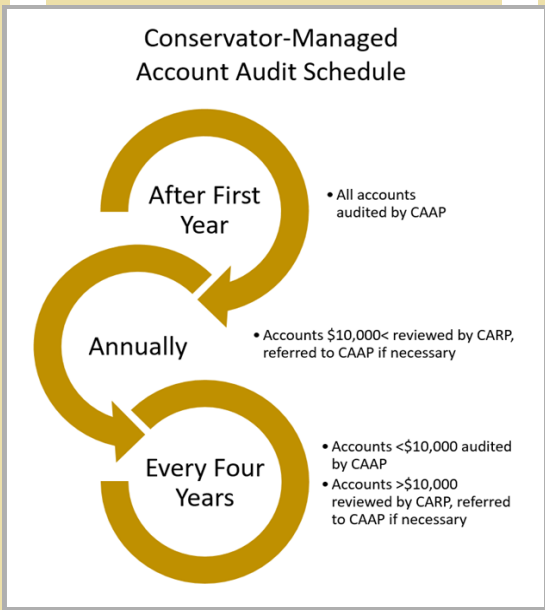 Conservator-Managed
Account Audit Schedule
After First
Year
• All accounts
audited by CAAP
Annually
• Accounts $10,000< reviewed by CARP,
referred to CAAP if necessary
Every Four
Years
• Accounts <$10,000 audited
by CAAP
• Accounts >$10,000
reviewed by CARP, referred
to CAAP if necessary